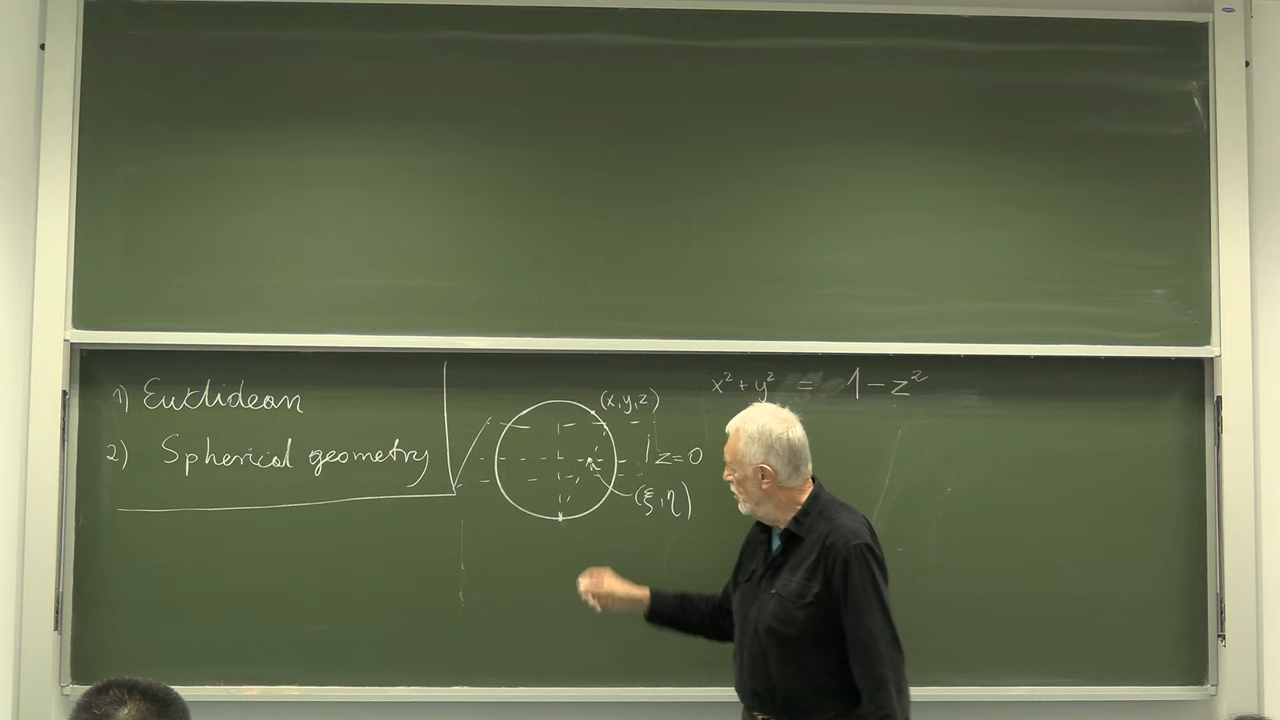 1) Euclidean
2) Spherical geometry
(x,y,z)
z=0
(ξ,η)
x² + y² = 1 - z²